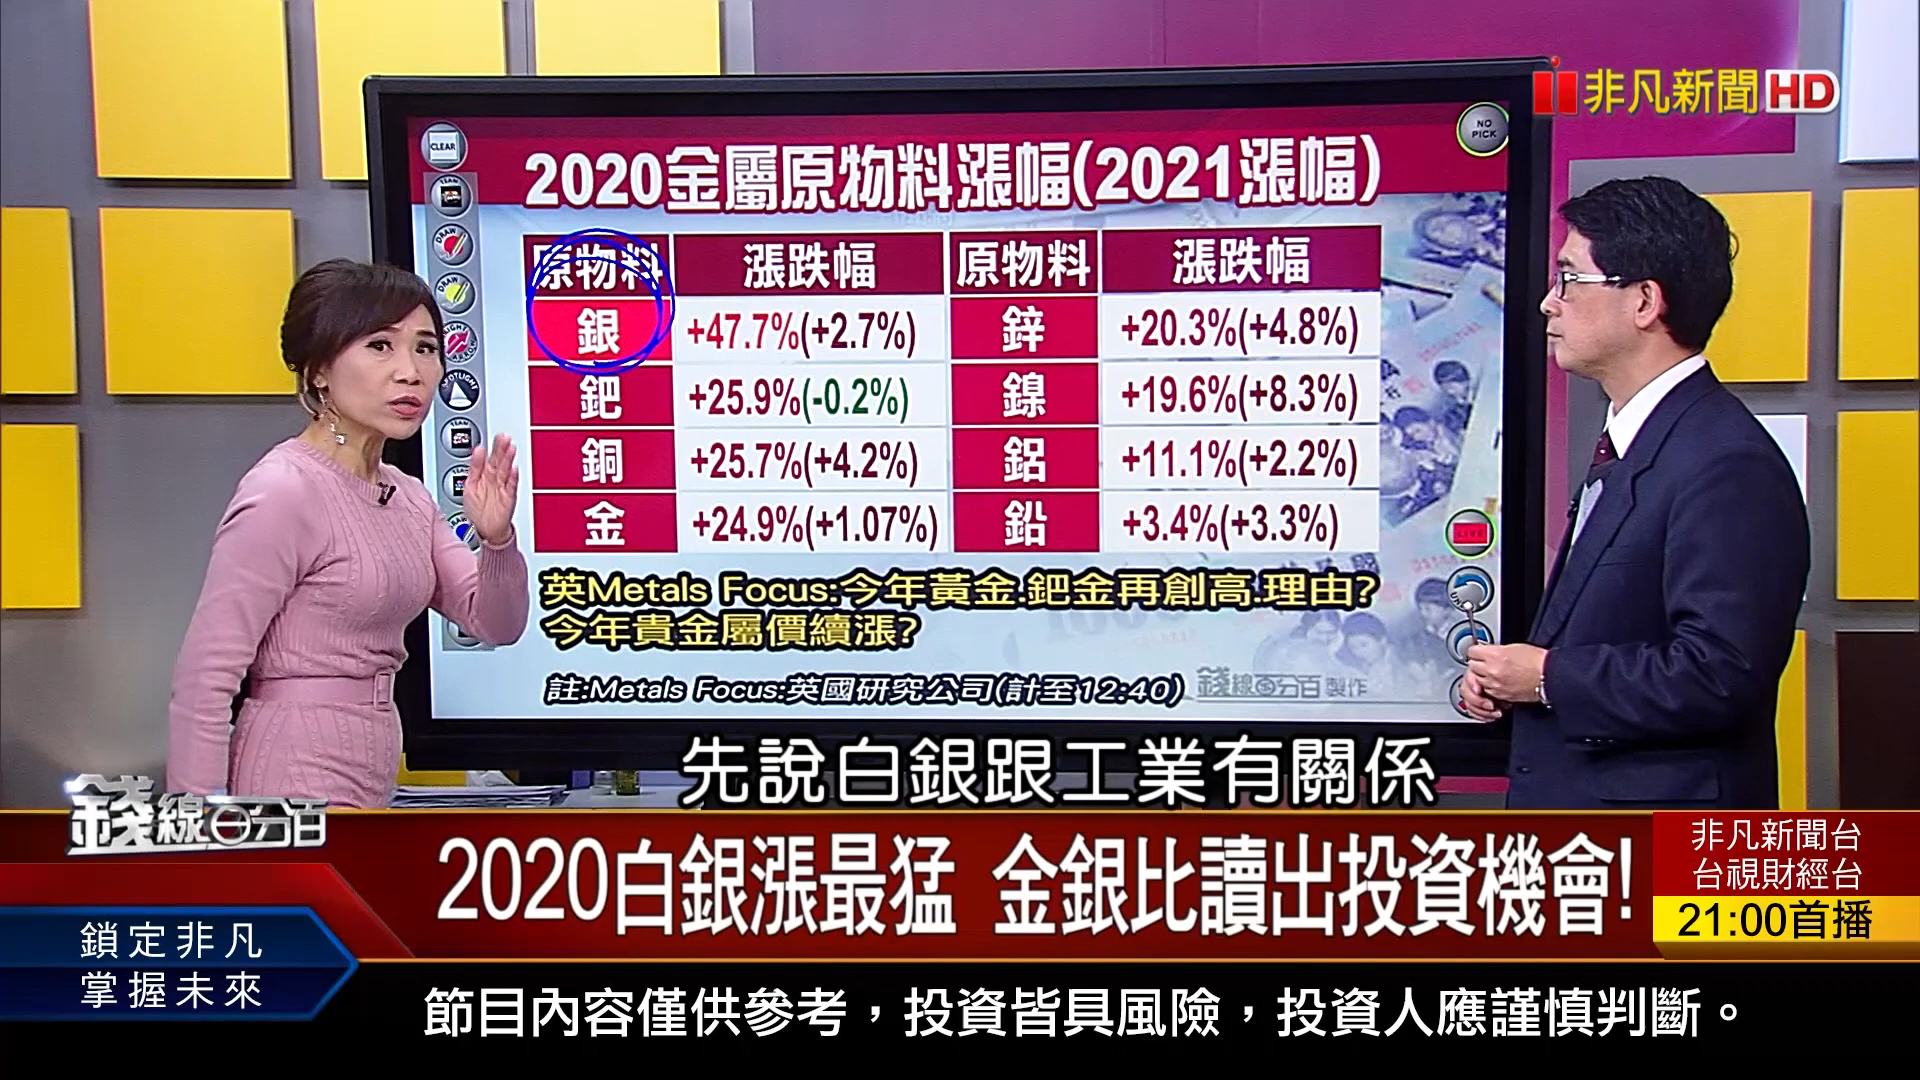 非凡新聞HD
CLEAR
NO PICK
2020金屬原物料漲幅(2021漲幅)
原物料 漲跌幅 原物料 漲跌幅
銀 +47.7%(+2.7%) 鋅 +20.3%(+4.8%)
鈀 +25.9%(-0.2%) 鎳 +19.6%(+8.3%)
銅 +25.7%(+4.2%) 鋁 +11.1%(+2.2%)
金 +24.9%(+1.07%) 鉛 +3.4%(+3.3%)
TEAM
DRAW
DRAW
SPOTLIGHT
TEAM
LIVE
英Metals Focus:今年黃金.鈀金再創高.理由?
今年貴金屬價續漲?
註:Metals Focus:英國研究公司(計至12:40)
錢線百分百 製作
先說白銀跟工業有關係
錢線百分百
2020白銀漲最猛 金銀比讀出投資機會!
非凡新聞台
台視財經台
21:00首播
鎖定非凡
掌握未來
節目內容僅供參考，投資皆具風險，投資人應謹慎判斷。